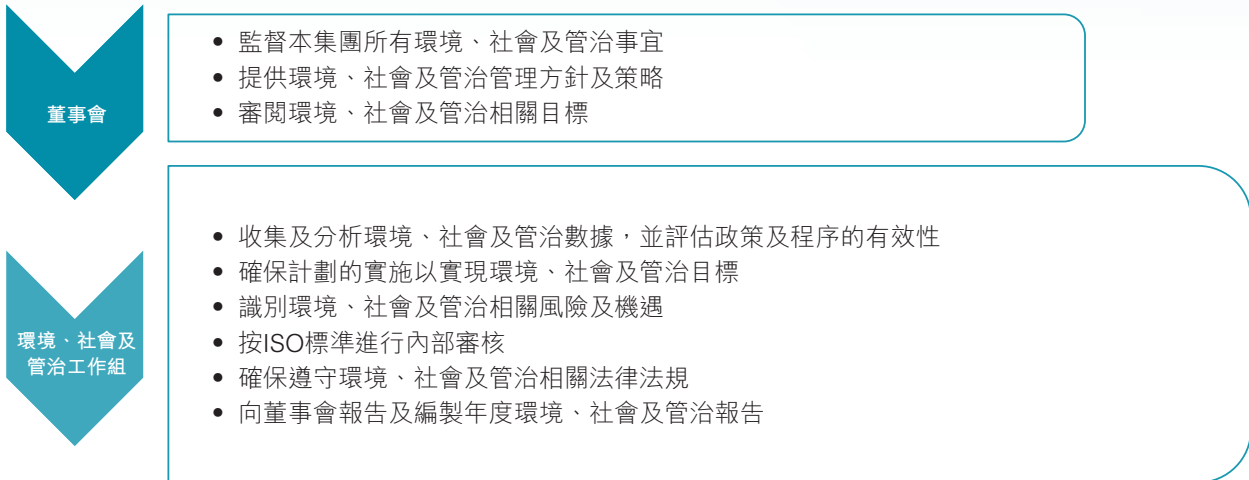 董事會
• 監督本集團所有環境、社會及管治事宜
• 提供環境、社會及管治管理方針及策略
• 審閱環境、社會及管治相關目標
環境、社會及
管治工作組
• 收集及分析環境、社會及管治數據，並評估政策及程序的有效性
• 確保計劃的實施以實現環境、社會及管治目標
• 識別環境、社會及管治相關風險及機遇
• 按ISO標準進行內部審核
• 確保遵守環境、社會及管治相關法律法規
• 向董事會報告及編製年度環境、社會及管治報告